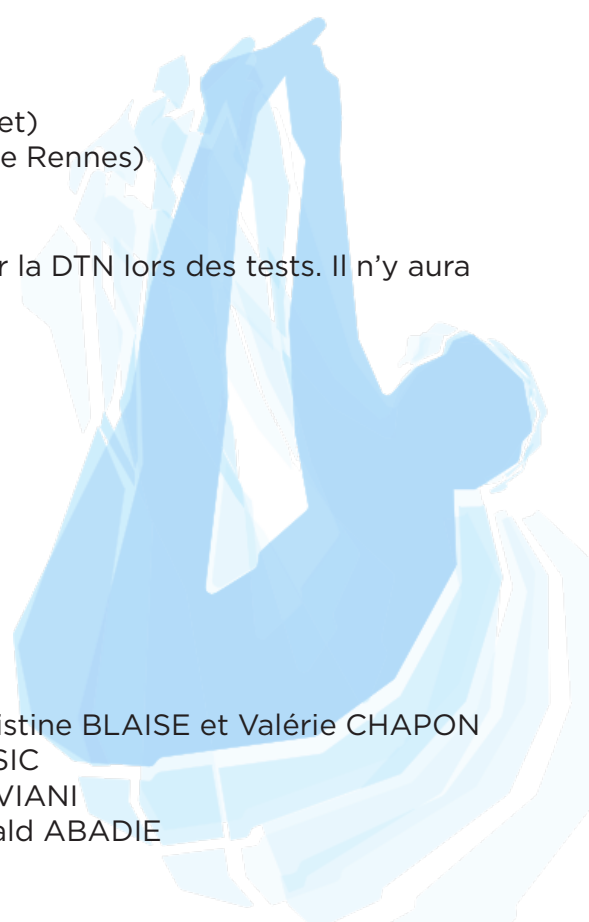 et)
e Rennes)
r la DTN lors des tests. Il n'y aura
istine BLAISE et Valérie CHAPON
SIC
VIANI
ald ABADIE